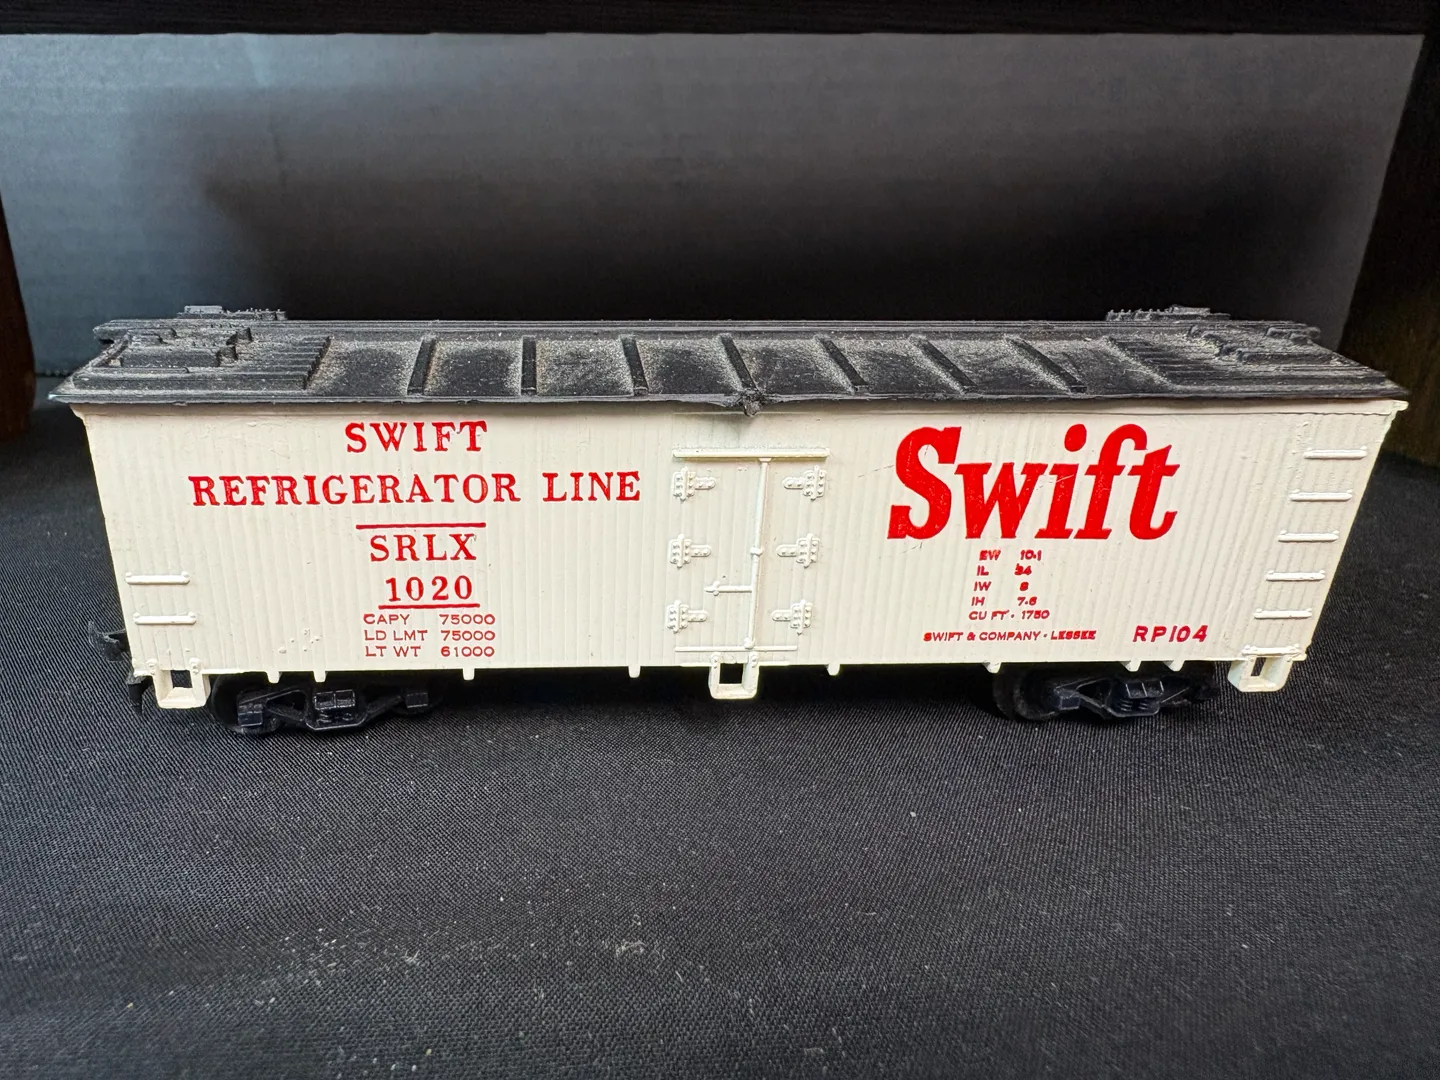 SWIFT
REFRIGERATOR LINE
SRLX
1020
CAPY 75000
LD LMT 75000
LT WT 61000
Swift
EW 10-1
IL 34
IW 8
IH 7-6
CU FT • 1750
SWIFT & COMPANY • LESSEE
RP104